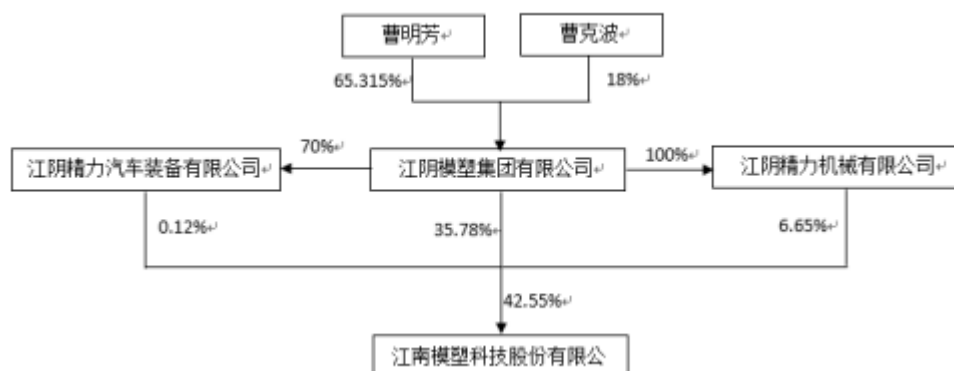 曹明芳
曹克波
65.315%
18%
70%
100%
江阴精力汽车装备有限公司
江阴模塑集团有限公司
江阴精力机械有限公司
0.12%
35.78%
6.65%
42.55%
江南模塑科技股份有限公